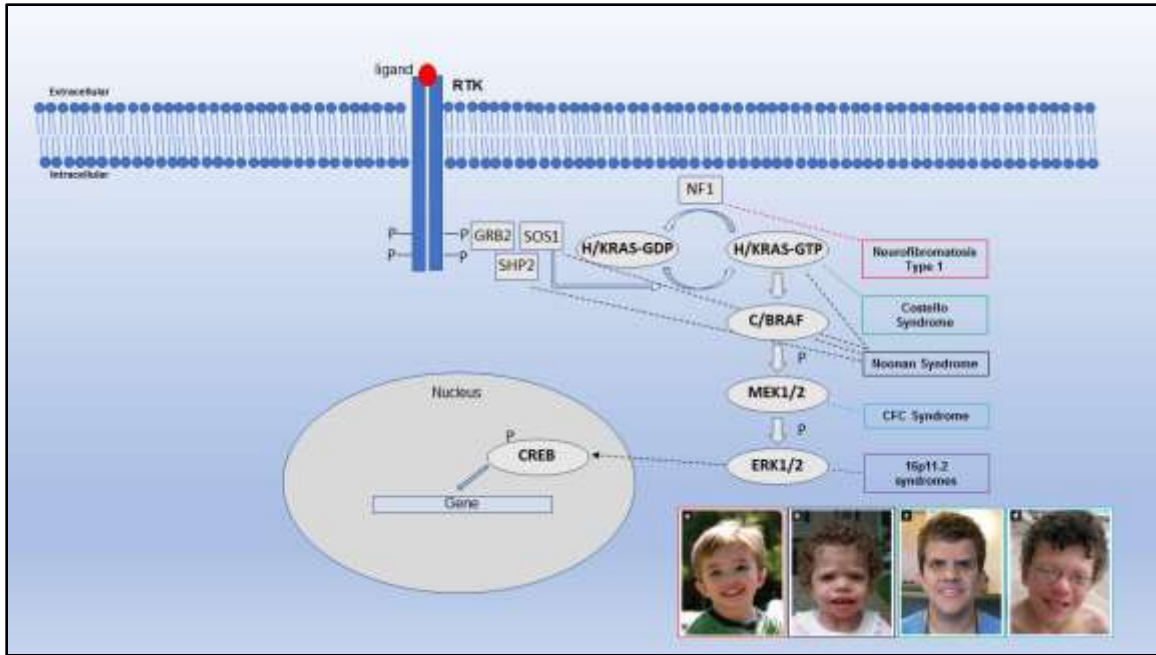 ligand
RTK
Extracellular
Intracellular
NF1
P
P
P
P
GRB2
SOS1
SHP2
H/KRAS-GDP
H/KRAS-GTP
Neurofibromatosis
Type 1
Costello
Syndrome
C/BRAF
P
Noonan Syndrome
Nucleus
MEK1/2
CFC Syndrome
P
P
CREB
ERK1/2
16p11.2
syndromes
Gene